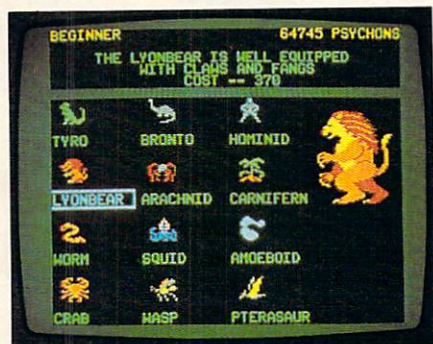 BEGINNER 64745 PSYCHONS
THE LYONBEAR IS WELL EQUIPPED
WITH CLAWS AND FANGS
COST -- 370
TYRO BRONTO HOMINID
LYONBEAR ARACHNID CARNIFERN
WORM SQUID AMOEBOID
CRAB WASP PTERASAUR